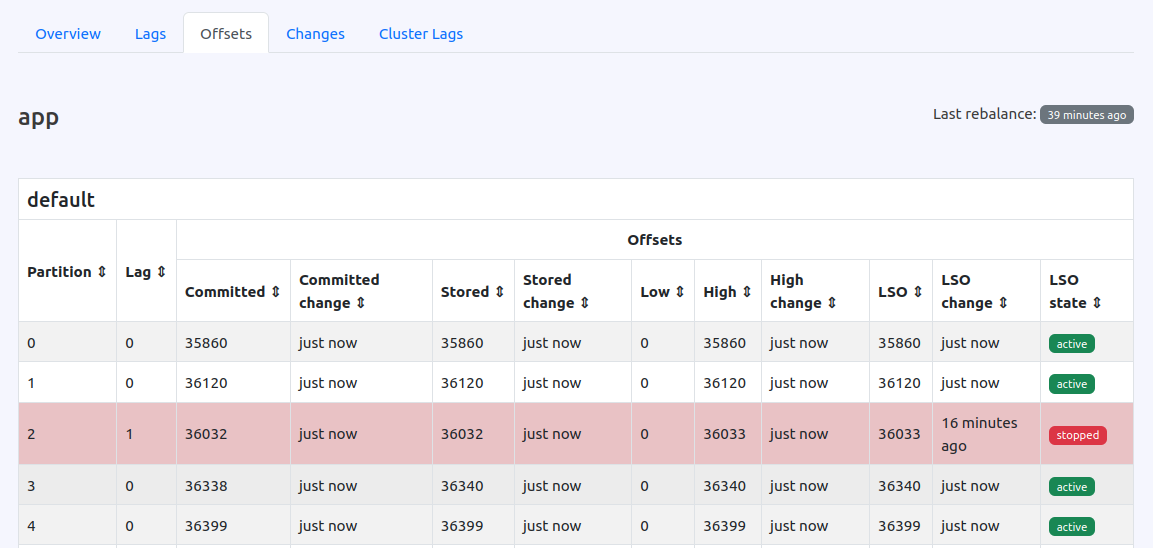 Overview Lags Offsets Changes Cluster Lags
app Last rebalance: 39 minutes ago
default
Offsets
Partition ⇕ Lag ⇕
Committed ⇕ Committed change ⇕ Stored ⇕ Stored change ⇕ Low ⇕ High ⇕ High change ⇕ LSO ⇕ LSO change ⇕ LSO state ⇕
0 0 35860 just now 35860 just now 0 35860 just now 35860 just now active
1 0 36120 just now 36120 just now 0 36120 just now 36120 just now active
2 1 36032 just now 36032 just now 0 36033 just now 36033 16 minutes ago stopped
3 0 36338 just now 36340 just now 0 36340 just now 36340 just now active
4 0 36399 just now 36399 just now 0 36399 just now 36399 just now active